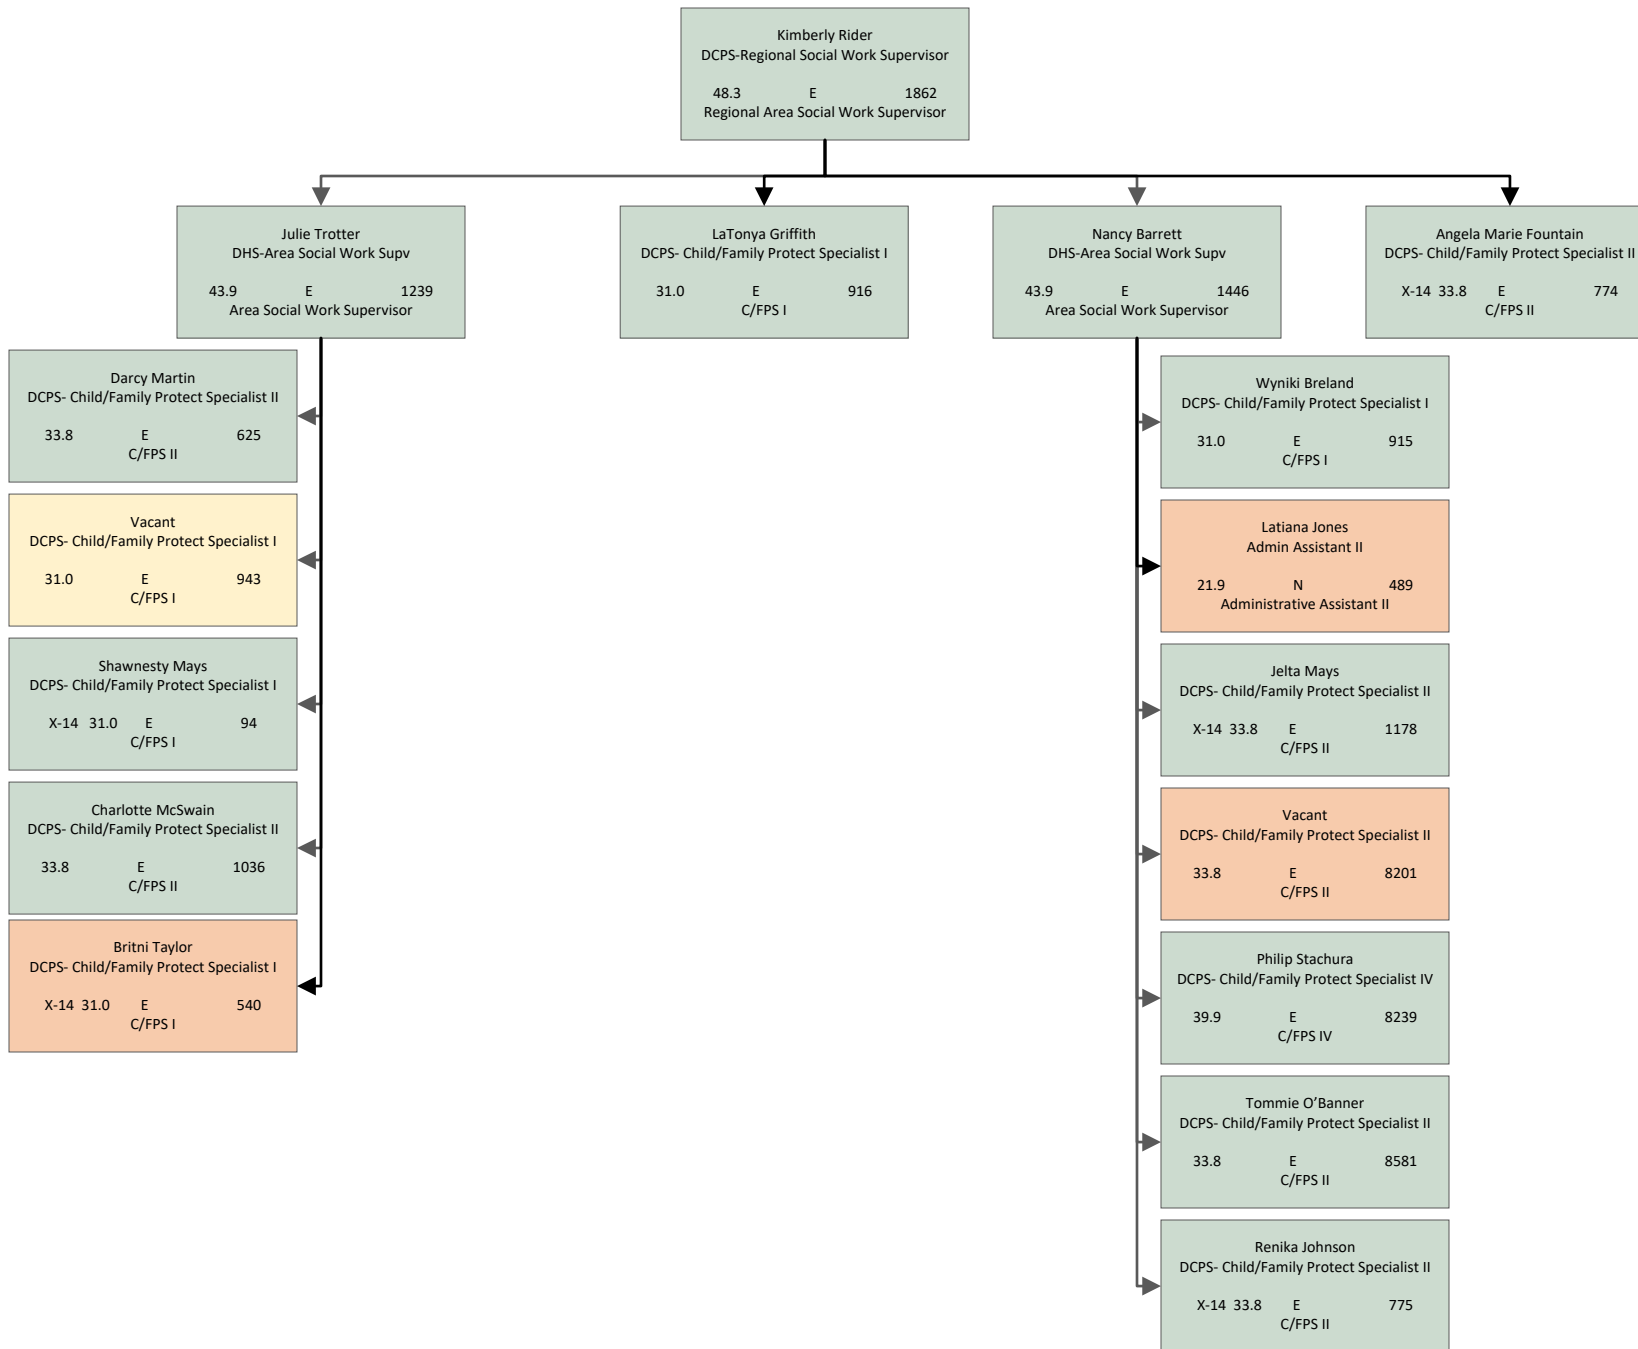 Kimberly Rider
DCPS-Regional Social Work Supervisor
48.3 E 1862
Regional Area Social Work Supervisor
Julie Trotter
DHS-Area Social Work Supv
43.9 E 1239
Area Social Work Supervisor
LaTonya Griffith
DCPS- Child/Family Protect Specialist I
31.0 E 916
C/FPS I
Nancy Barrett
DHS-Area Social Work Supv
43.9 E 1446
Area Social Work Supervisor
Angela Marie Fountain
DCPS- Child/Family Protect Specialist II
X-14 33.8 E 774
C/FPS II
Darcy Martin
DCPS- Child/Family Protect Specialist II
33.8 E 625
C/FPS II
Vacant
DCPS- Child/Family Protect Specialist I
31.0 E 943
C/FPS I
Shawnesty Mays
DCPS- Child/Family Protect Specialist I
X-14 31.0 E 94
C/FPS I
Charlotte McSwain
DCPS- Child/Family Protect Specialist II
33.8 E 1036
C/FPS II
Britni Taylor
DCPS- Child/Family Protect Specialist I
X-14 31.0 E 540
C/FPS I
Wyniki Breland
DCPS- Child/Family Protect Specialist I
31.0 E 915
C/FPS I
Latiana Jones
Admin Assistant II
21.9 N 489
Administrative Assistant II
Jelta Mays
DCPS- Child/Family Protect Specialist II
X-14 33.8 E 1178
C/FPS II
Vacant
DCPS- Child/Family Protect Specialist II
33.8 E 8201
C/FPS II
Philip Stachura
DCPS- Child/Family Protect Specialist IV
39.9 E 8239
C/FPS IV
Tommie O’Banner
DCPS- Child/Family Protect Specialist II
33.8 E 8581
C/FPS II
Renika Johnson
DCPS- Child/Family Protect Specialist II
X-14 33.8 E 775
C/FPS II